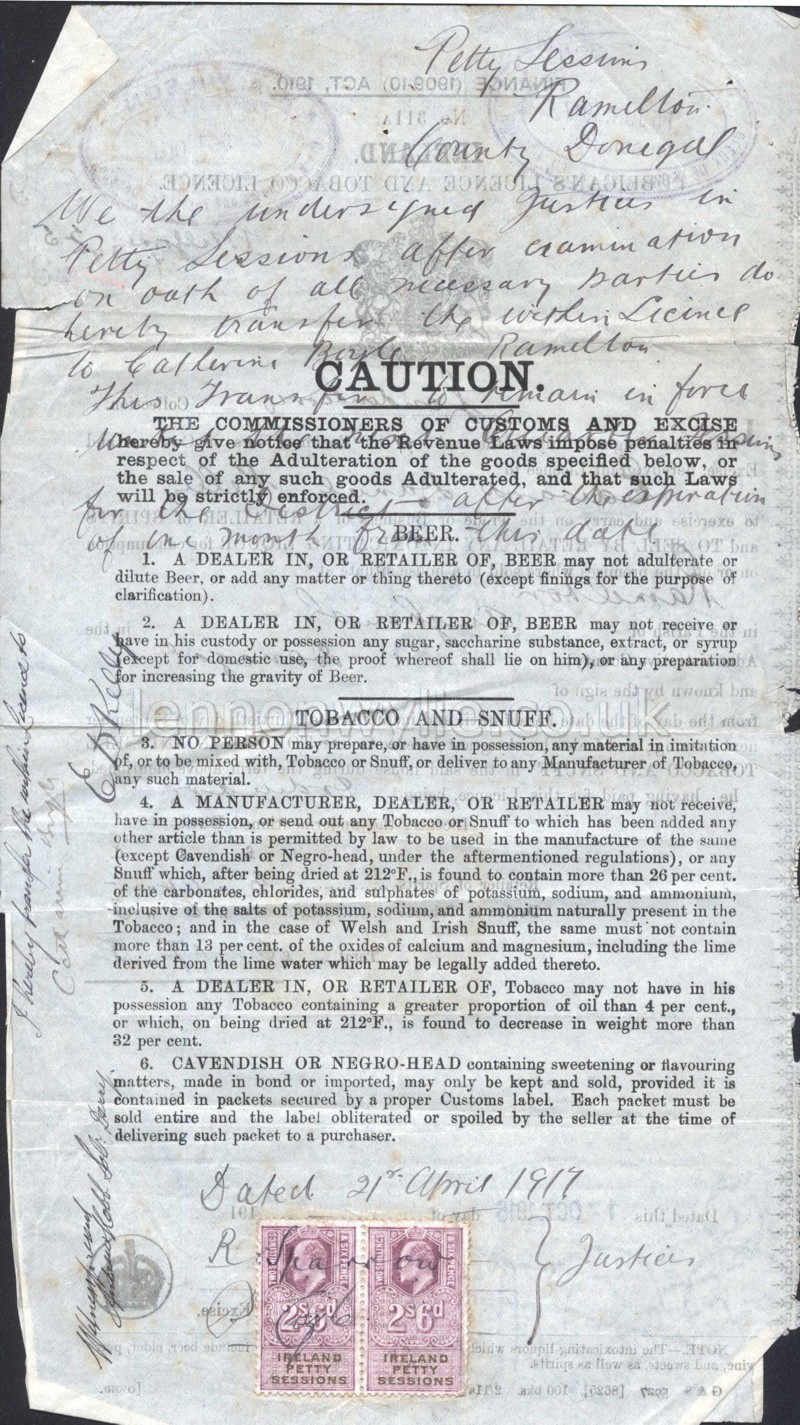 Petty Sessions
Ramelton
County Donegal
We the undersigned Justices in
Petty Sessions after examination
on oath of all necessary parties do
hereby transfer the within Licence
to Catherine Boyle Ramelton
This Transfer to remain in force
CAUTION.
THE COMMISSIONERS OF CUSTOMS AND EXCISE
hereby give notice that the Revenue Laws impose penalties in
respect of the Adulteration of the goods specified below, or
the sale of any such goods Adulterated, and that such Laws
will be strictly enforced.
for the District after the expiration
of one month from this date
BEER.
1. A DEALER IN, OR RETAILER OF, BEER may not adulterate or
dilute Beer, or add any matter or thing thereto (except finings for the purpose of
clarification).
2. A DEALER IN, OR RETAILER OF, BEER may not receive or
have in his custody or possession any sugar, saccharine substance, extract, or syrup
(except for domestic use, the proof whereof shall lie on him), or any preparation
for increasing the gravity of Beer.
lennonwylie.co.uk
TOBACCO AND SNUFF.
3. NO PERSON may prepare, or have in possession, any material in imitation
of, or to be mixed with, Tobacco or Snuff, or deliver to any Manufacturer of Tobacco,
any such material.
4. A MANUFACTURER, DEALER, OR RETAILER may not receive,
have in possession, or send out any Tobacco or Snuff to which has been added any
other article than is permitted by law to be used in the manufacture of the same
(except Cavendish or Negro-head, under the aftermentioned regulations), or any
Snuff which, after being dried at 212°F., is found to contain more than 26 per cent.
of the carbonates, chlorides, and sulphates of potassium, sodium, and ammonium,
inclusive of the salts of potassium, sodium, and ammonium naturally present in the
Tobacco; and in the case of Welsh and Irish Snuff, the same must not contain
more than 13 per cent. of the oxides of calcium and magnesium, including the lime
derived from the lime water which may be legally added thereto.
5. A DEALER IN, OR RETAILER OF, Tobacco may not have in his
possession any Tobacco containing a greater proportion of oil than 4 per cent.,
or which, on being dried at 212°F., is found to decrease in weight more than
32 per cent.
6. CAVENDISH OR NEGRO-HEAD containing sweetening or flavouring
matters, made in bond or imported, may only be kept and sold, provided it is
contained in packets secured by a proper Customs label. Each packet must be
sold entire and the label obliterated or spoiled by the seller at the time of
delivering such packet to a purchaser.
I hereby transfer the within Licence to
Catherine Boyle
E B Kelly
Dated 21st April 1917
R Sparrow
Coyle
Justices
TWO SHILLINGS & SIX PENCE
2s 6d
IRELAND
PETTY
SESSIONS
TWO SHILLINGS & SIX PENCE
2s 6d
IRELAND
PETTY
SESSIONS